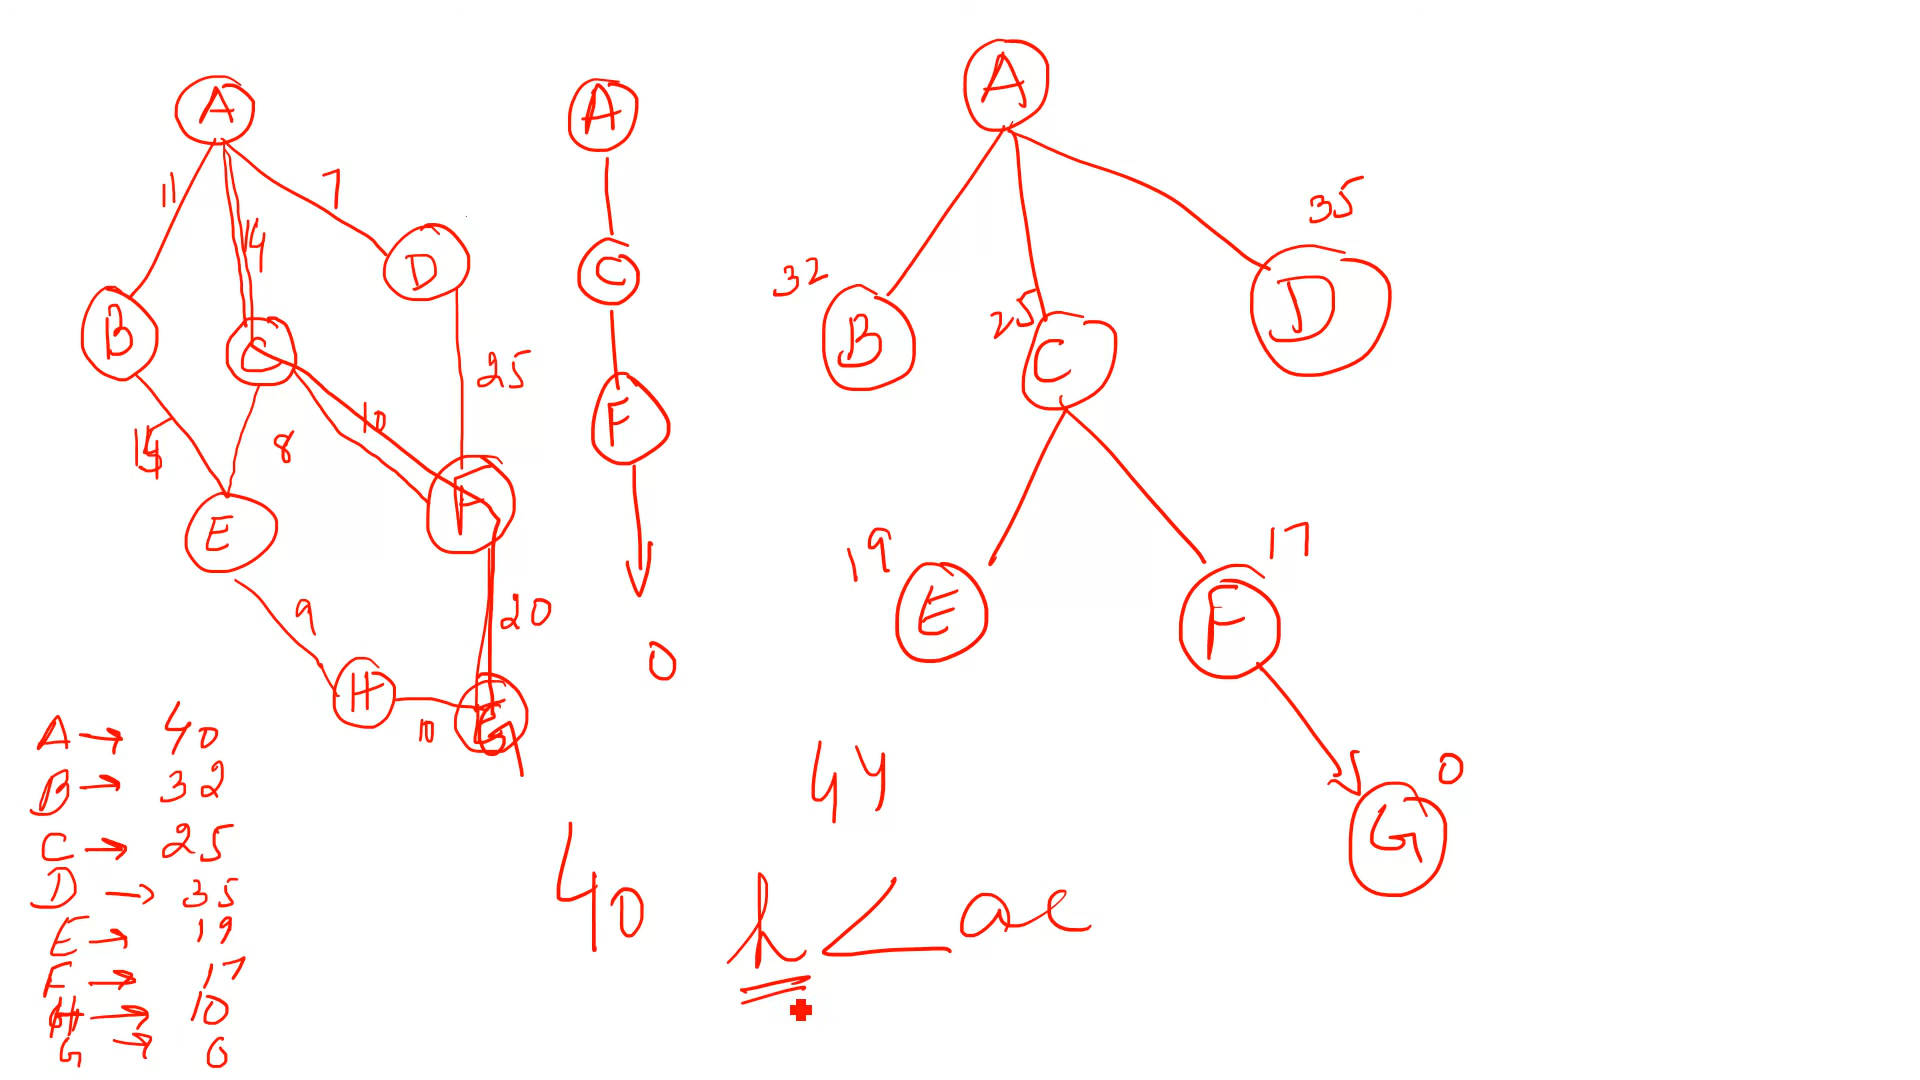 A
11
14
7
B
C
D
15
8
10
25
E
F
9
20
H
10
G
A
C
F
0
A
32
25
35
B
C
D
19
17
E
F
0
G
A → 40
B → 32
C → 25
D → 35
E → 19
F → 17
H → 10
G → 0
44
40
h < ac